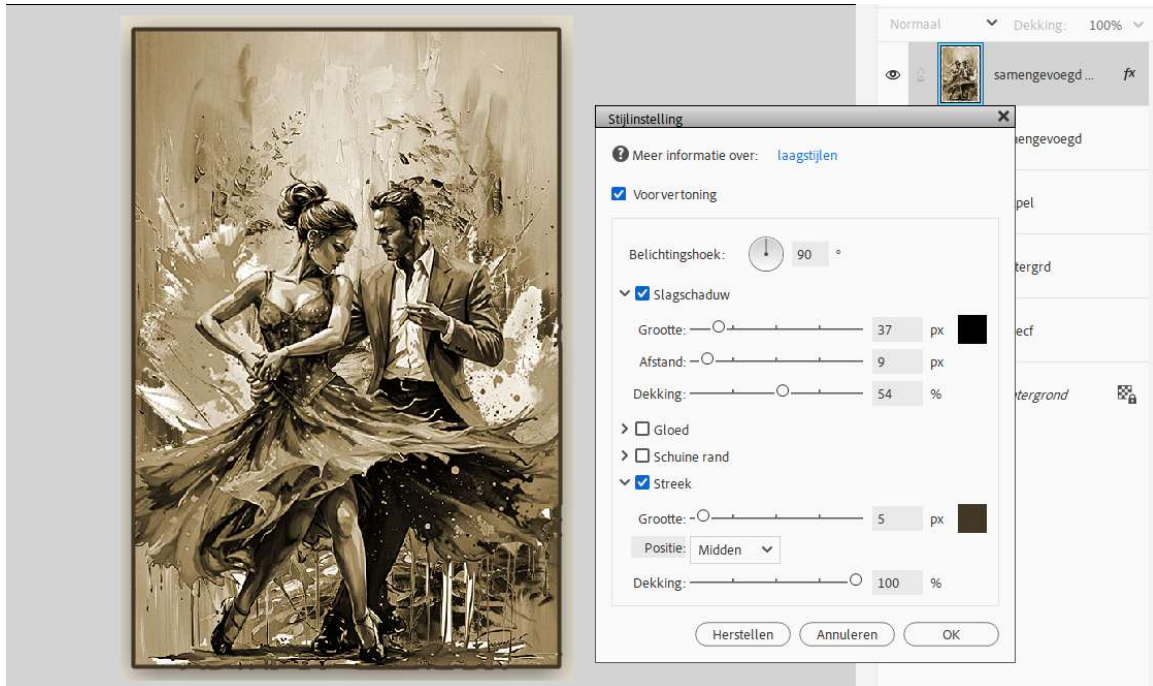 Normaal Dekking: 100%
samengevoegd ... fx
Stijlinstelling
Meer informatie over: laagstijlen
engevoegd
Voorvertoning
pel
Belichtingshoek: 90 °
tergrd
Slagschaduw
Grootte: 37 px
ecf
Afstand: 9 px
Dekking: 54 %
tergrond
Gloed
Schuine rand
Streek
Grootte: 5 px
Positie: Midden
Dekking: 100 %
Herstellen Annuleren OK